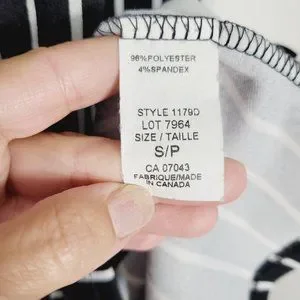 96%POLYESTER
4%SPANDEX
STYLE 1179D
LOT 7964
SIZE / TAILLE
S/P
CA 07043
FABRIQUE/MADE
IN CANADA